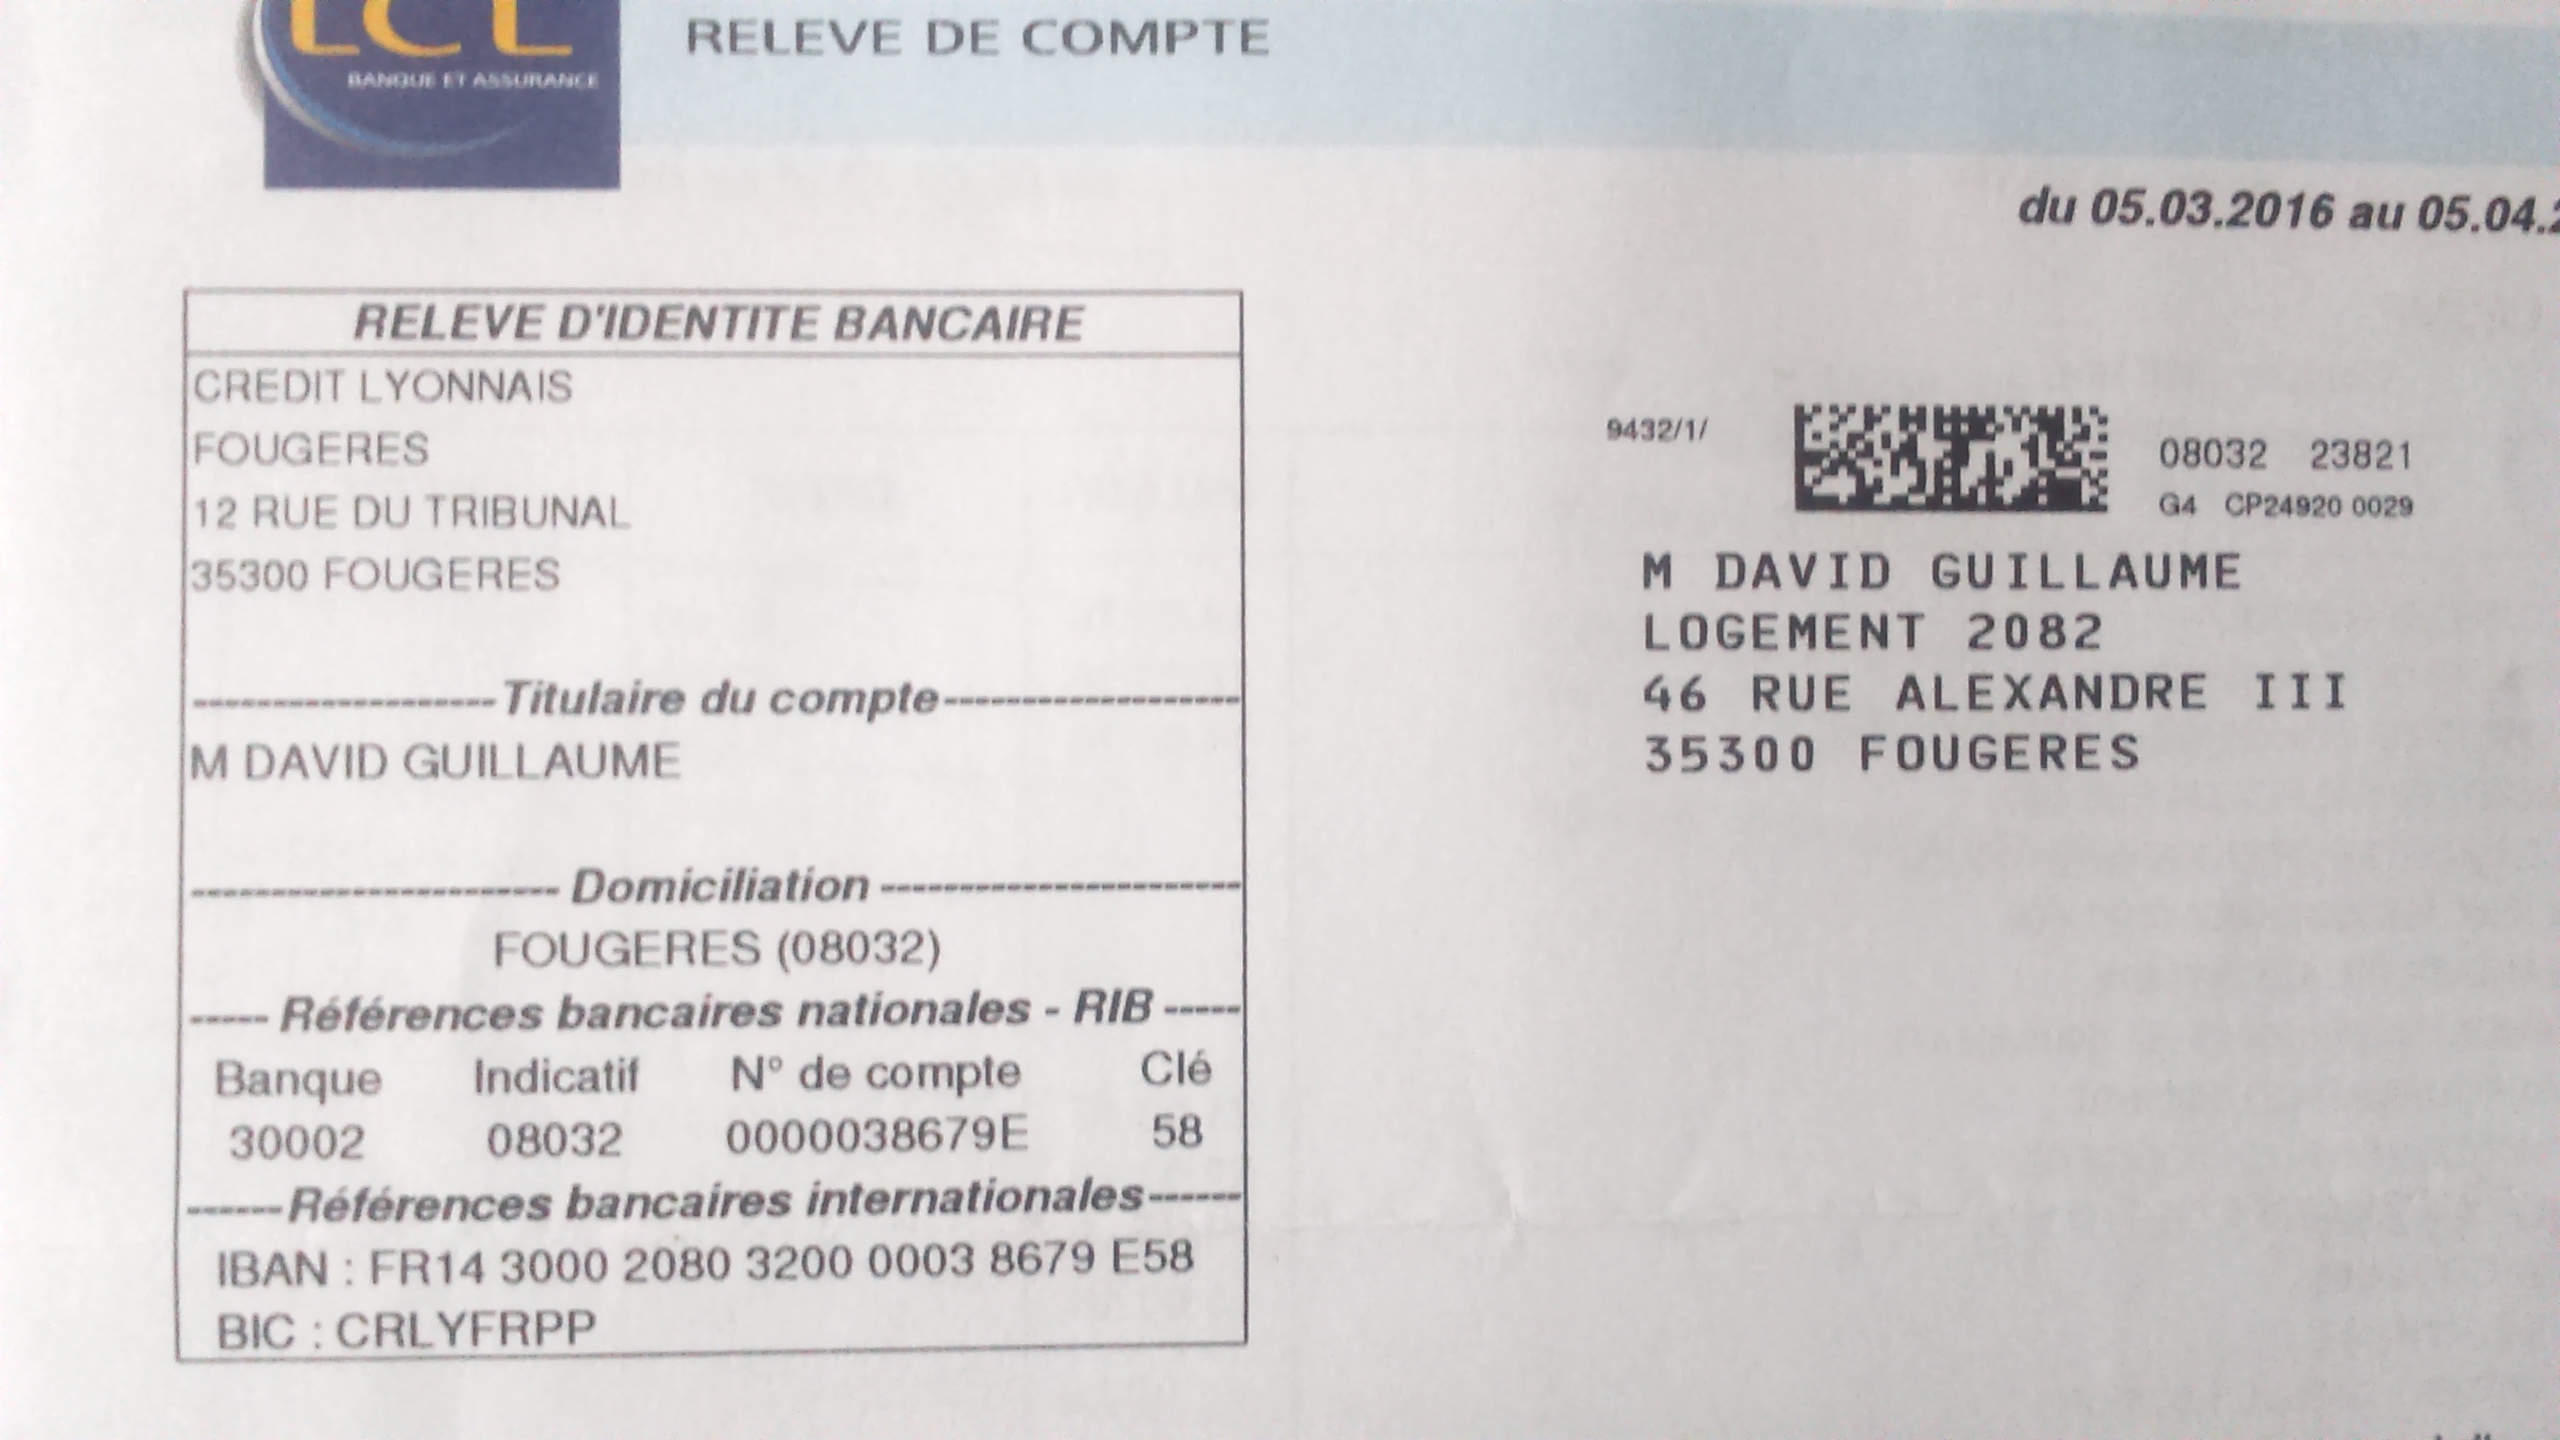 LCL
BANQUE ET ASSURANCE
RELEVE DE COMPTE
du 05.03.2016 au 05.04.2
RELEVE D'IDENTITE BANCAIRE
CREDIT LYONNAIS
FOUGERES
12 RUE DU TRIBUNAL
35300 FOUGERES
------------------- Titulaire du compte-------------------
M DAVID GUILLAUME
----------------------- Domiciliation -----------------------
FOUGERES (08032)
----- Références bancaires nationales - RIB -----
Banque Indicatif N° de compte Clé
30002 08032 0000038679E 58
------Références bancaires internationales------
IBAN : FR14 3000 2080 3200 0003 8679 E58
BIC : CRLYFRPP
9432/1/
08032 23821
G4 CP24920 0029
M DAVID GUILLAUME
LOGEMENT 2082
46 RUE ALEXANDRE III
35300 FOUGERES